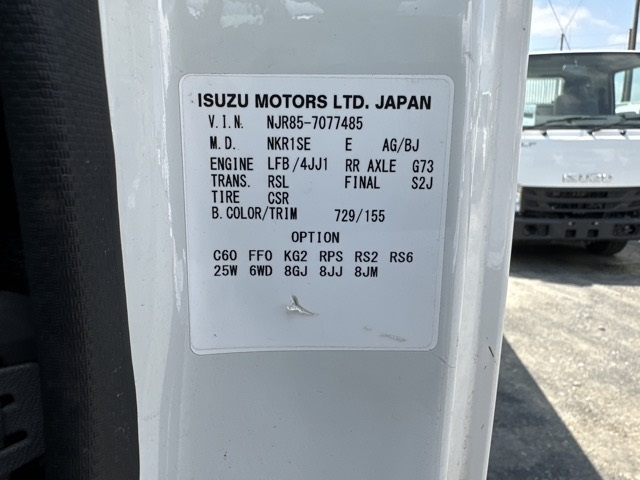 ISUZU MOTORS LTD. JAPAN
V.I.N. NJR85-7077485
M.D. NKR1SE E AG/BJ
ENGINE LFB/4JJ1 RR AXLE G73
TRANS. RSL FINAL S2J
TIRE CSR
B.COLOR/TRIM 729/155
OPTION
C60 FF0 KG2 RPS RS2 RS6
25W 6WD 8GJ 8JJ 8JM
ISUZU